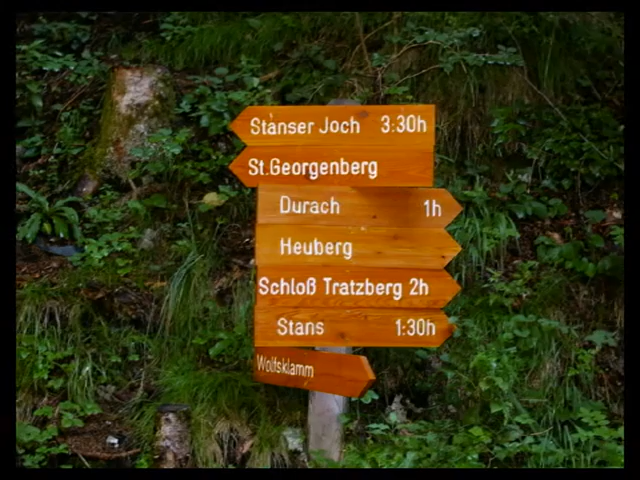 Stanser Joch 3:30h
St.Georgenberg
Durach 1h
Heuberg
Schloß Tratzberg 2h
Stans 1:30h
Wolfsklamm